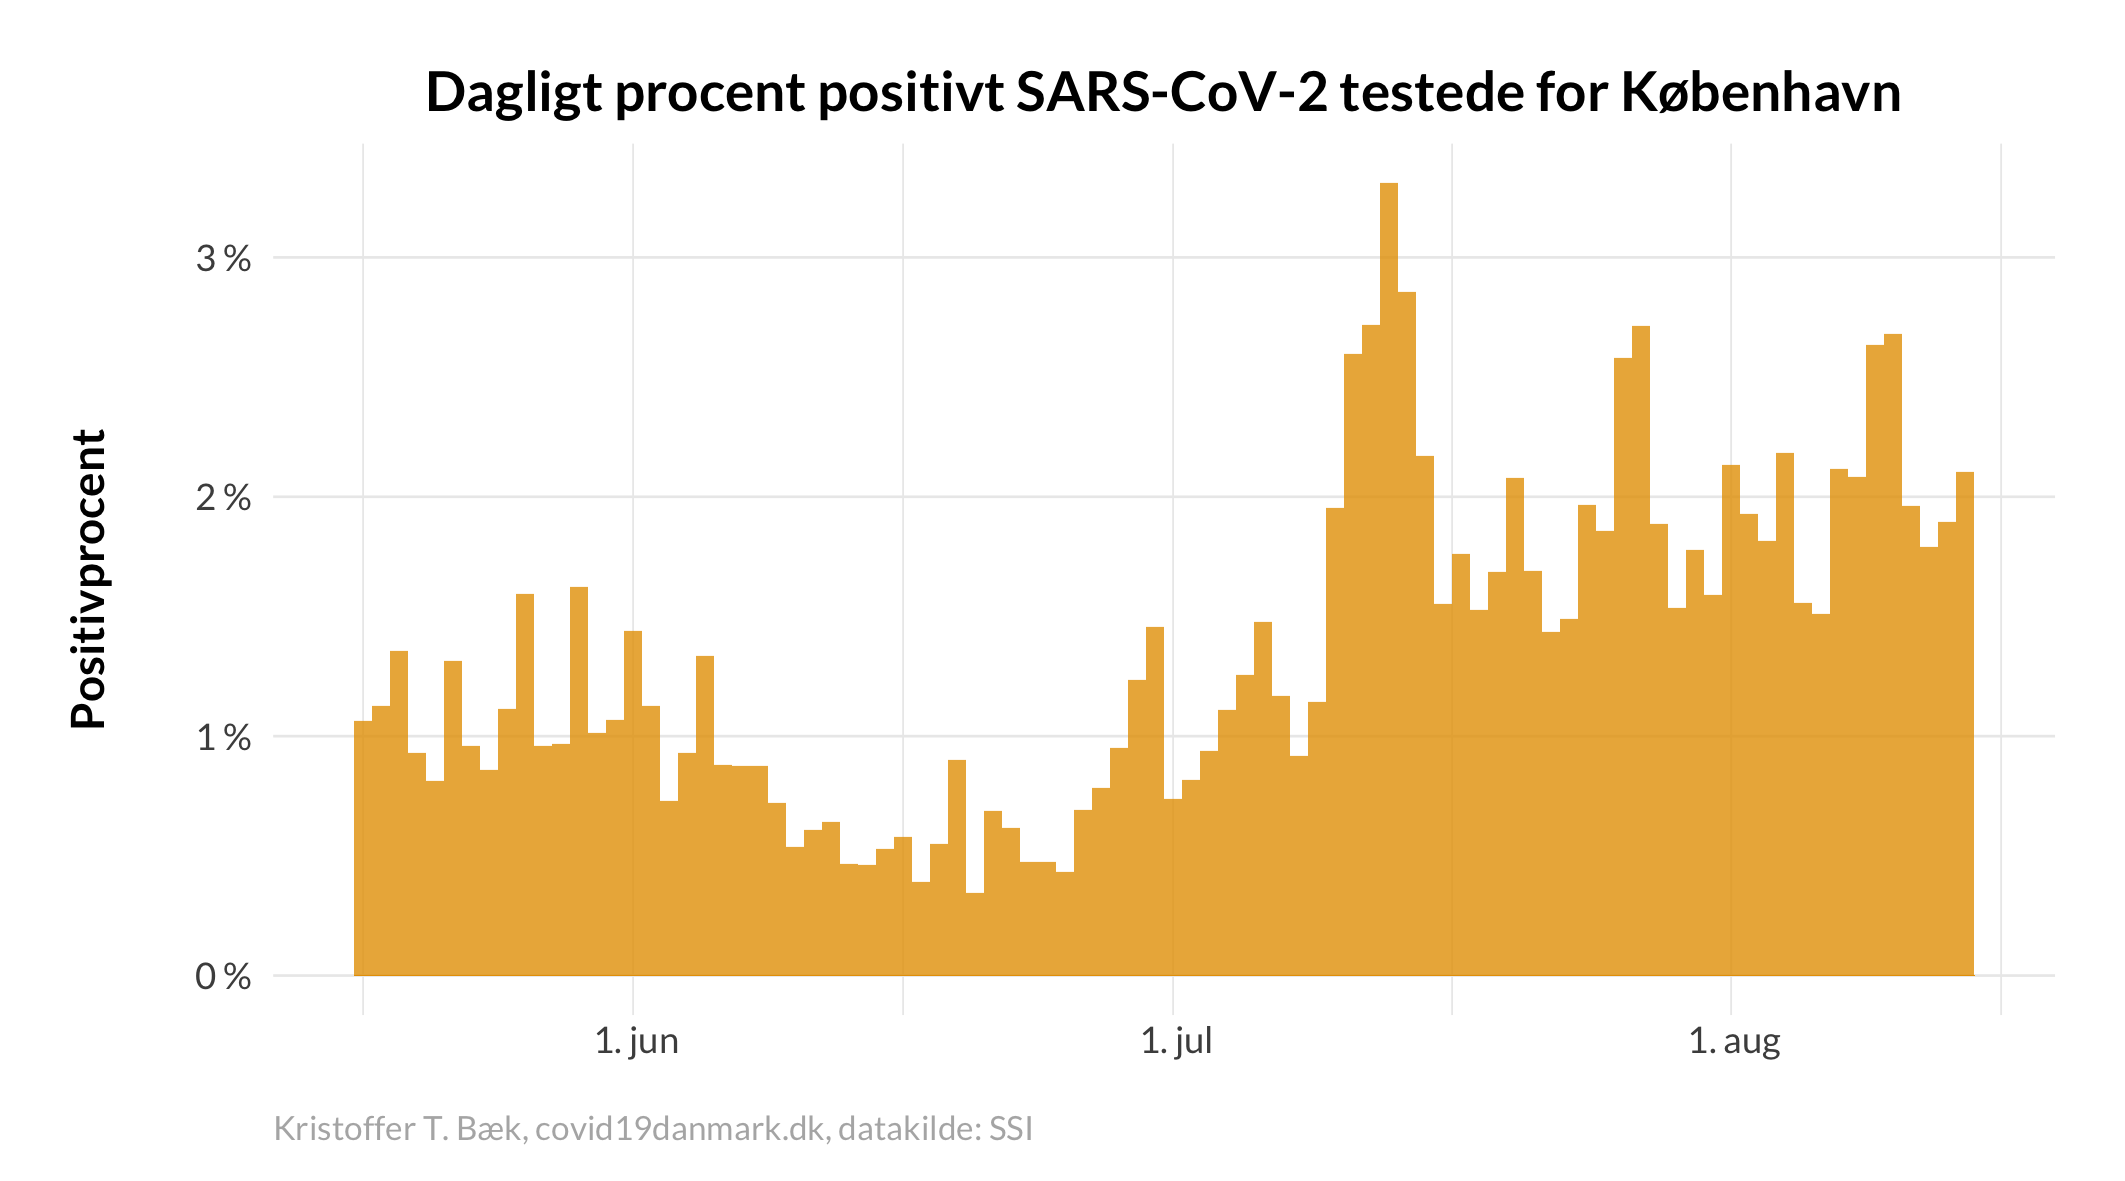 Dagligt procent positivt SARS-CoV-2 testede for København
Positivprocent
3 %
2 %
1 %
0 %
1. jun
1. jul
1. aug
Kristoffer T. Bæk, covid19danmark.dk, datakilde: SSI